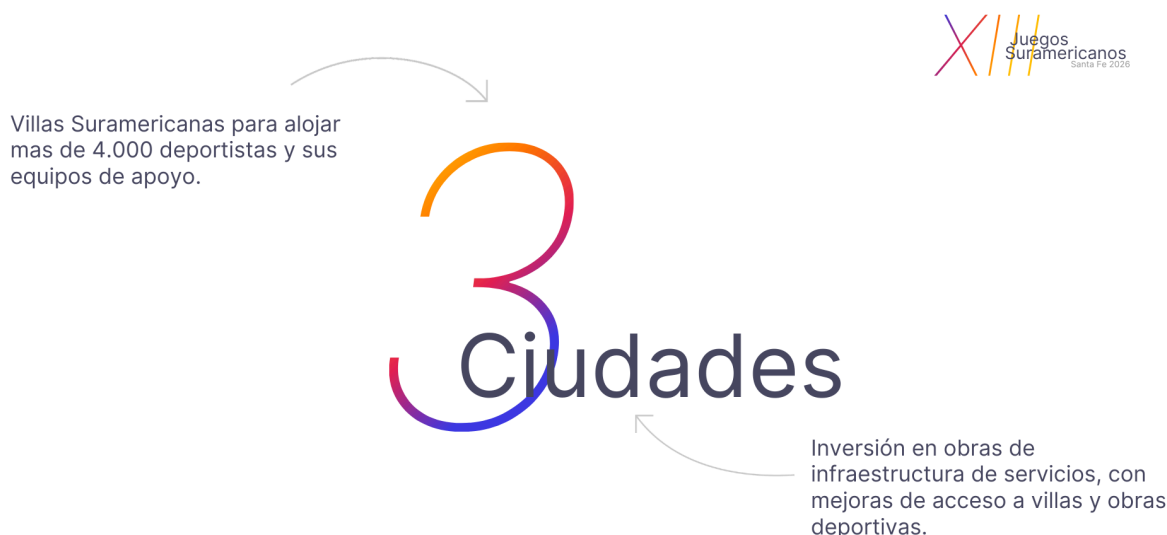 XIII
Juegos
Suramericanos
Santa Fe 2026
Villas Suramericanas para alojar
mas de 4.000 deportistas y sus
equipos de apoyo.
3
Ciudades
Inversión en obras de
infraestructura de servicios, con
mejoras de acceso a villas y obras
deportivas.